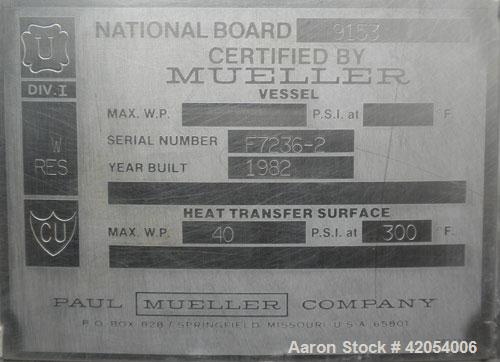 U NATIONAL BOARD 9153
CERTIFIED BY
MUELLER
DIV. I
VESSEL
MAX. W.P. P.S.I. at F.
W
RES
SERIAL NUMBER F7236-2
YEAR BUILT 1982
HEAT TRANSFER SURFACE
CU
MAX. W.P. 40 P.S.I. at 300 °F.
PAUL MUELLER COMPANY
P.O. BOX 828 / SPRINGFIELD, MISSOURI U.S.A. 65801
Aaron Stock # 42054006